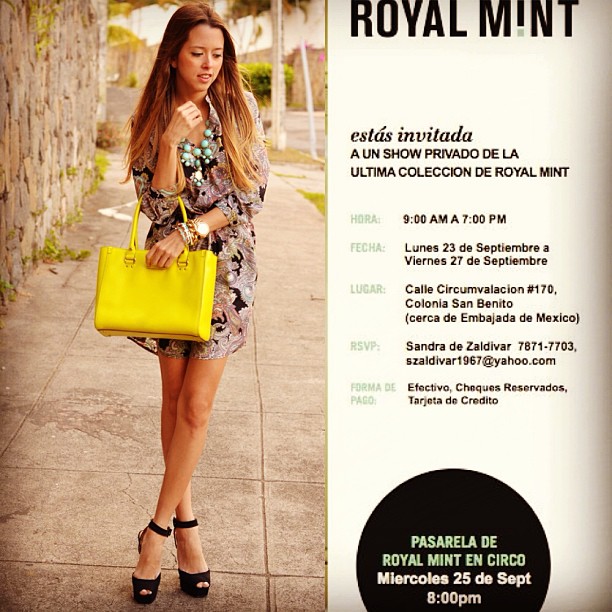 ROYAL M!NT
estás invitada
A UN SHOW PRIVADO DE LA
ULTIMA COLECCION DE ROYAL MINT
HORA: 9:00 AM A 7:00 PM
FECHA: Lunes 23 de Septiembre a
Viernes 27 de Septiembre
LUGAR: Calle Circumvalacion #170,
Colonia San Benito
(cerca de Embajada de Mexico)
RSVP: Sandra de Zaldivar 7871-7703,
szaldivar1967@yahoo.com
FORMA DE PAGO: Efectivo, Cheques Reservados,
Tarjeta de Credito
PASARELA DE
ROYAL MINT EN CIRCO
Miercoles 25 de Sept
8:00pm